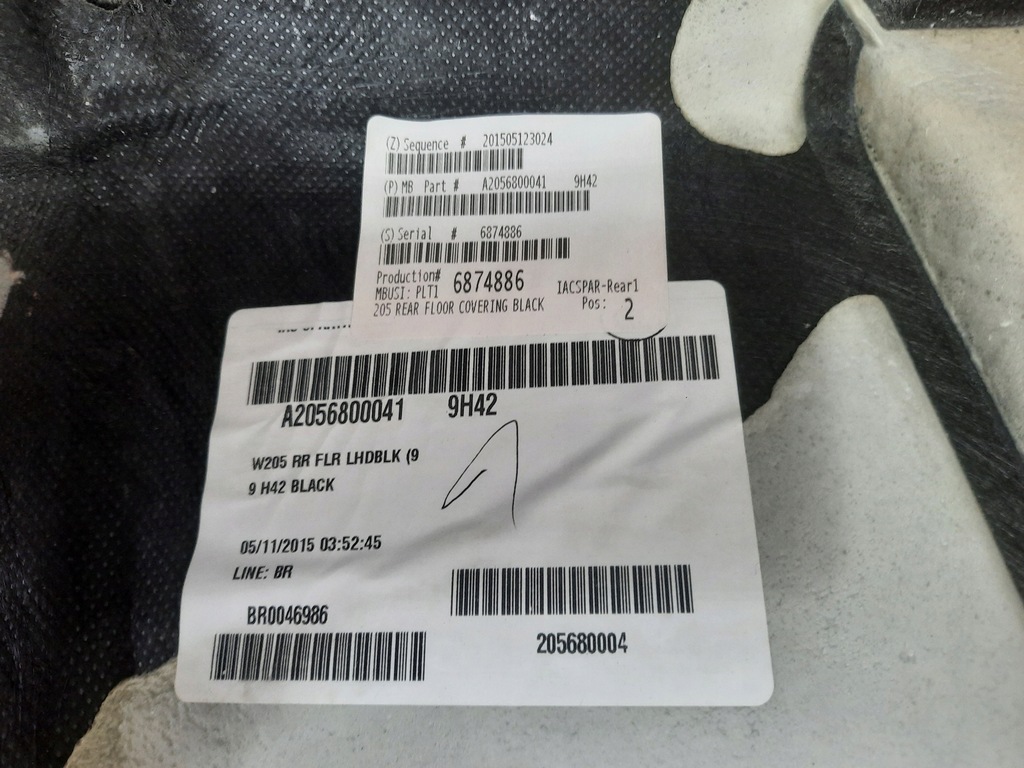 (Z) Sequence # 201505123024
(P) MB Part # A2056800041 9H42
(S) Serial # 6874886
Production# 6874886
MBUSI: PLT1
IACSPAR-Rear1
205 REAR FLOOR COVERING BLACK
Pos: 2
A2056800041 9H42
W205 RR FLR LHDBLK (9
9 H42 BLACK
05/11/2015 03:52:45
LINE: BR
BR0046986
205680004